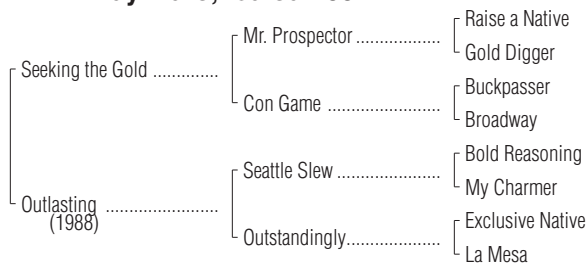 Raise a Native
Mr. Prospector ....................
Gold Digger
Seeking the Gold ...............
Buckpasser
Con Game ...........................
Broadway
Bold Reasoning
Seattle Slew ........................
My Charmer
Outlasting ..........................
(1988)
Exclusive Native
Outstandingly......................
La Mesa